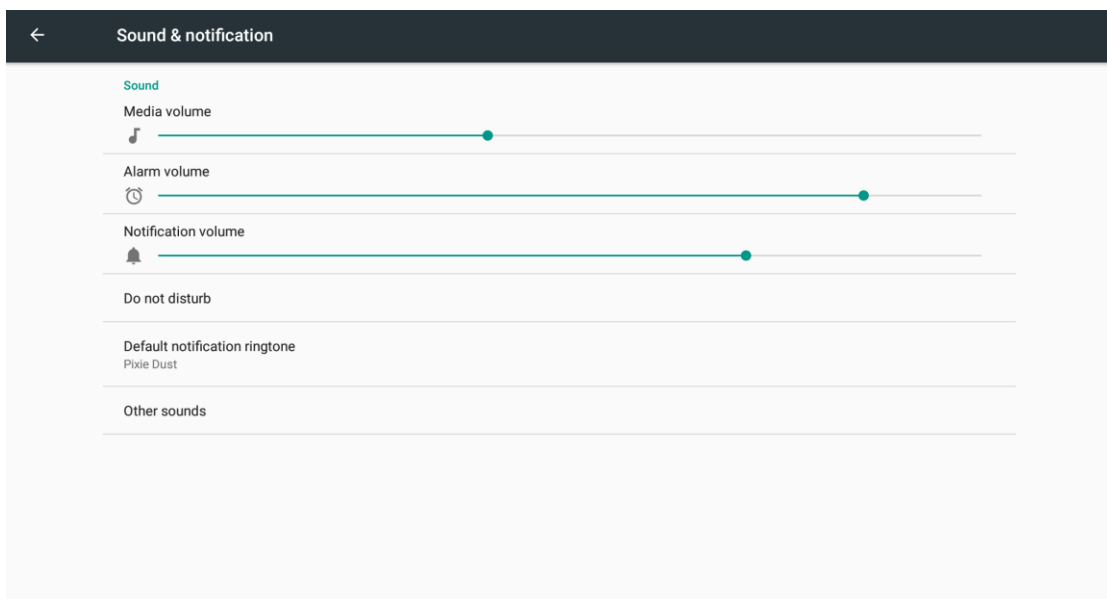 Sound & notification
Sound
Media volume
Alarm volume
Notification volume
Do not disturb
Default notification ringtone
Pixie Dust
Other sounds